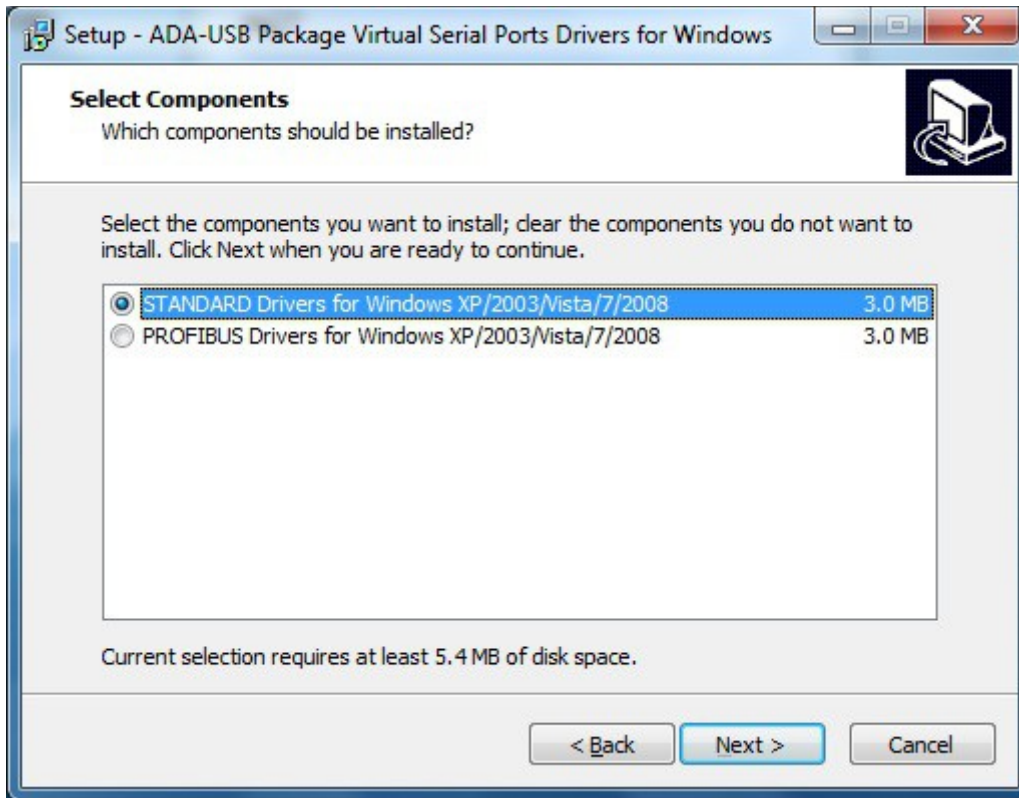 Setup - ADA-USB Package Virtual Serial Ports Drivers for Windows
Select Components
Which components should be installed?
Select the components you want to install; clear the components you do not want to
install. Click Next when you are ready to continue.
STANDARD Drivers for Windows XP/2003/Vista/7/2008 3.0 MB
PROFIBUS Drivers for Windows XP/2003/Vista/7/2008 3.0 MB
Current selection requires at least 5.4 MB of disk space.
< Back Next > Cancel